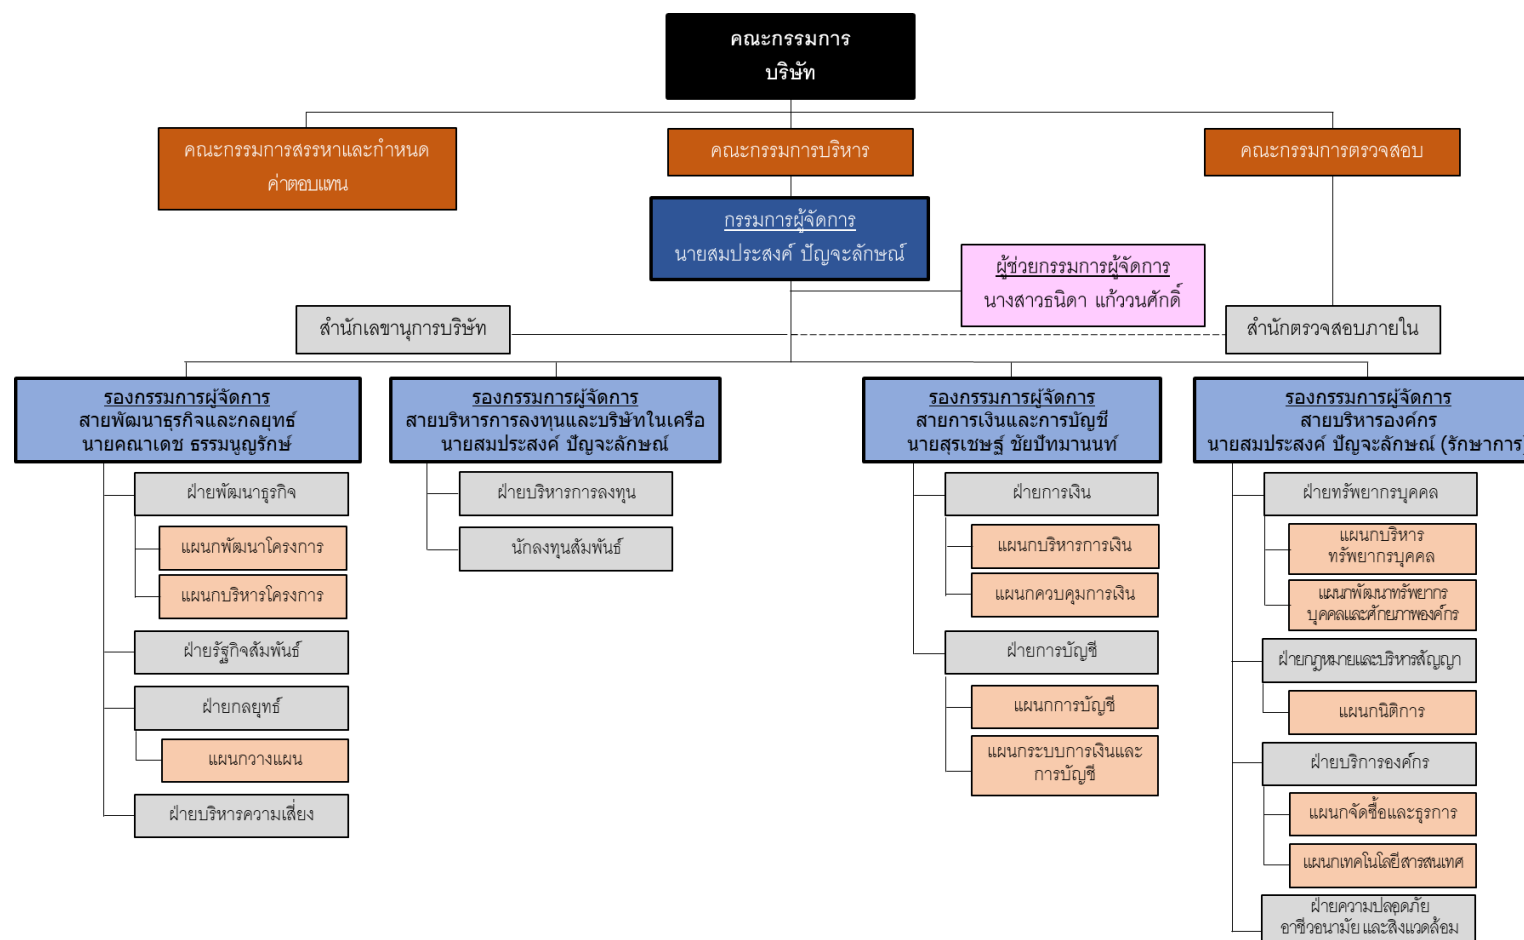 คณะกรรมการ
บริษัท
คณะกรรมการสรรหาและกำหนด
ค่าตอบแทน
คณะกรรมการบริหาร
คณะกรรมการตรวจสอบ
กรรมการผู้จัดการ
นายสมประสงค์ ปัญจะลักษณ์
ผู้ช่วยกรรมการผู้จัดการ
นางสาวธนิดา แก้ววนศักดิ์
สำนักเลขานุการบริษัท
สำนักตรวจสอบภายใน
รองกรรมการผู้จัดการ
สายพัฒนาธุรกิจและกลยุทธ์
นายคณาเดช ธรรมนูญรักษ์
ฝ่ายพัฒนาธุรกิจ
แผนกพัฒนาโครงการ
แผนกบริหารโครงการ
ฝ่ายรัฐกิจสัมพันธ์
ฝ่ายกลยุทธ์
แผนกวางแผน
ฝ่ายบริหารความเสี่ยง
รองกรรมการผู้จัดการ
สายบริหารการลงทุนและบริษัทในเครือ
นายสมประสงค์ ปัญจะลักษณ์
ฝ่ายบริหารการลงทุน
นักลงทุนสัมพันธ์
รองกรรมการผู้จัดการ
สายการเงินและการบัญชี
นายสุรเชษฐ์ ชัยปัทมานนท์
ฝ่ายการเงิน
แผนกบริหารการเงิน
แผนกควบคุมการเงิน
ฝ่ายการบัญชี
แผนกการบัญชี
แผนกระบบการเงินและ
การบัญชี
รองกรรมการผู้จัดการ
สายบริหารองค์กร
นายสมประสงค์ ปัญจะลักษณ์ (รักษาการ)
ฝ่ายทรัพยากรบุคคล
แผนกบริหาร
ทรัพยากรบุคคล
แผนกพัฒนาทรัพยากร
บุคคลและศักยภาพองค์กร
ฝ่ายกฎหมายและบริหารสัญญา
แผนกนิติการ
ฝ่ายบริการองค์กร
แผนกจัดซื้อและธุรการ
แผนกเทคโนโลยีสารสนเทศ
ฝ่ายความปลอดภัย
อาชีวอนามัย และสิ่งแวดล้อม